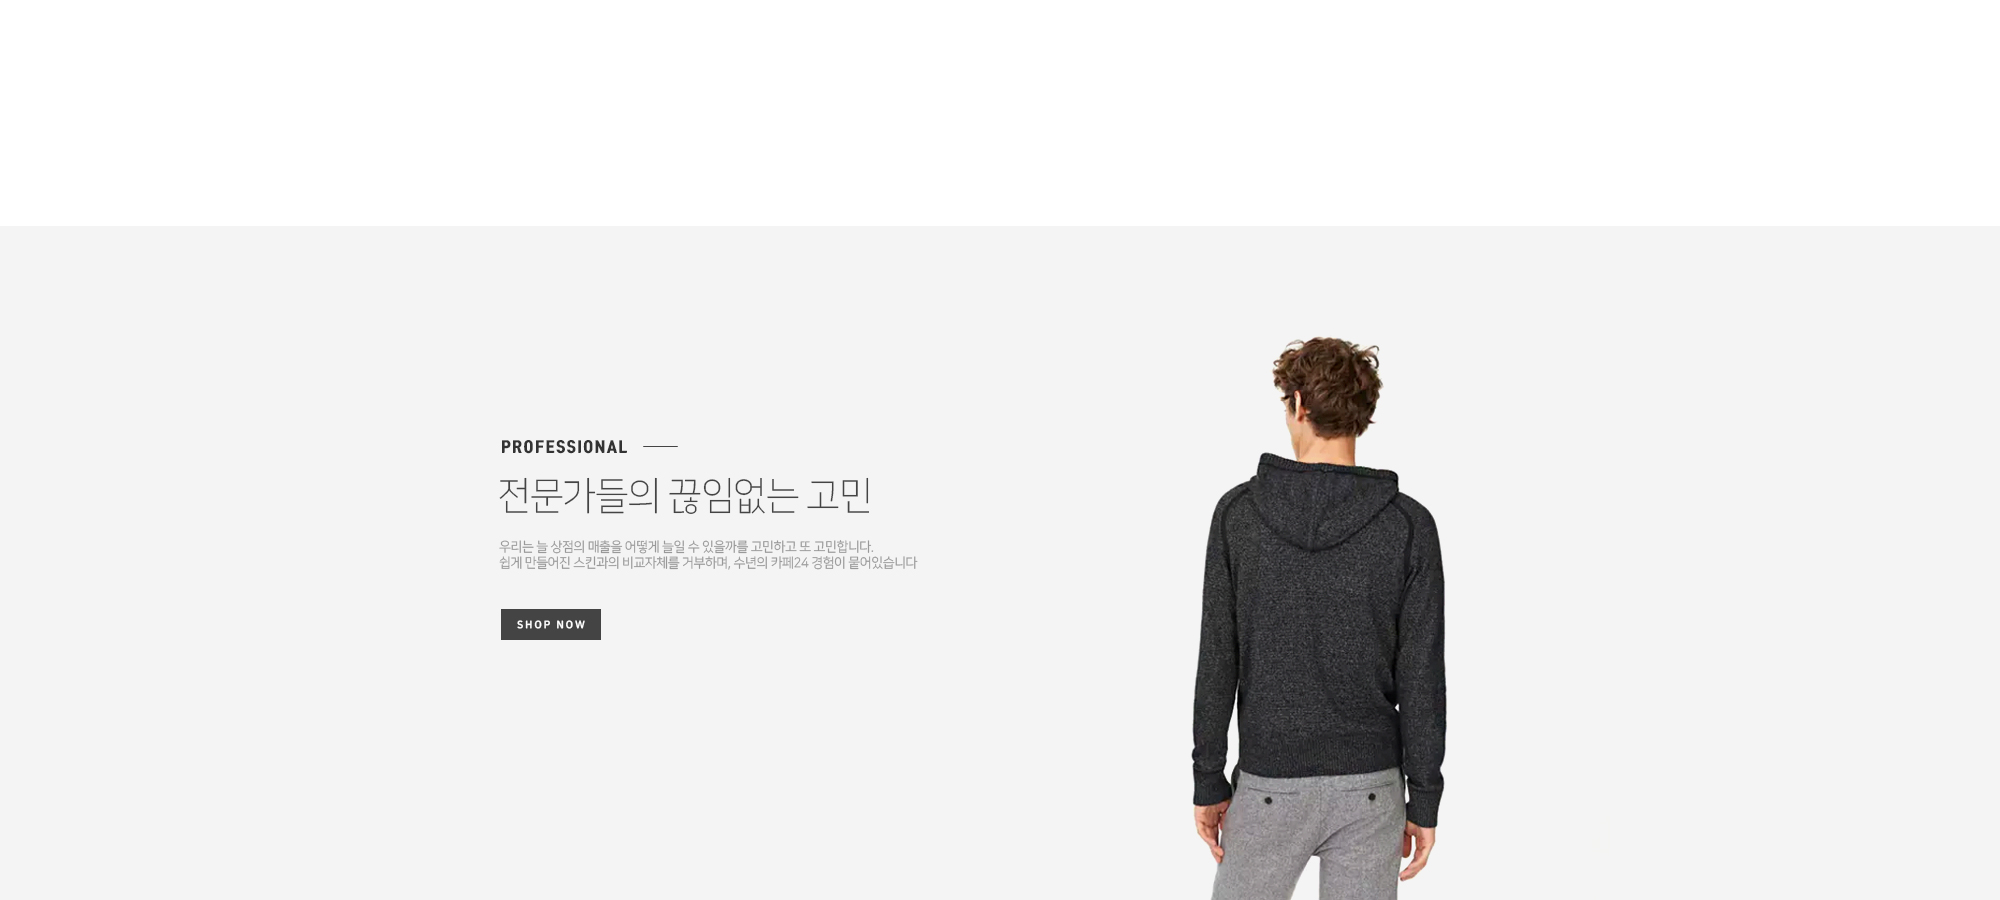 PROFESSIONAL
전문가들의 끊임없는 고민
우리는 늘 상점의 매출을 어떻게 늘일 수 있을까를 고민하고 또 고민합니다.
쉽게 만들어진 스킨과의 비교자체를 거부하며, 수년의 카페24 경험이 뭍어있습니다
SHOP NOW